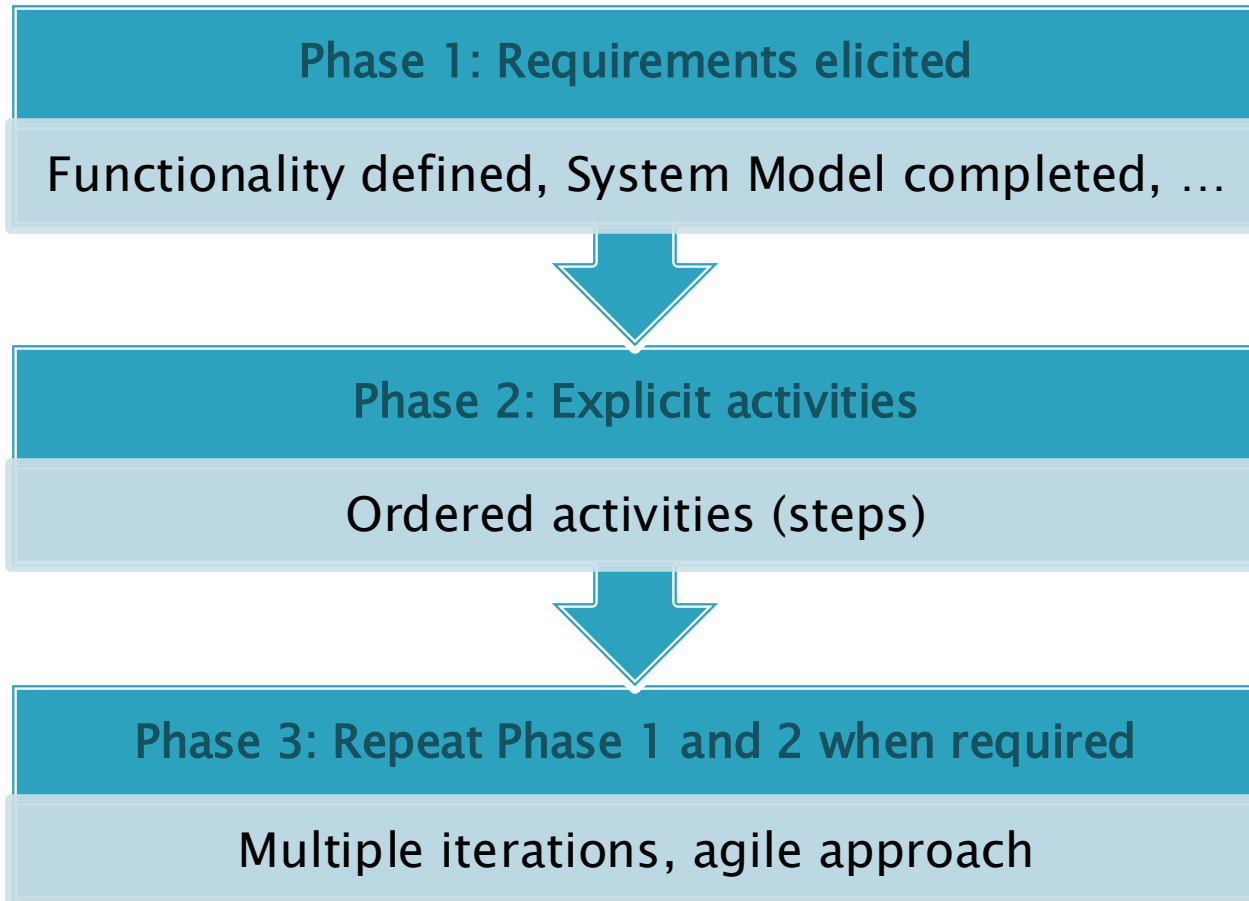 Phase 1: Requirements elicited
Functionality defined, System Model completed, …
Phase 2: Explicit activities
Ordered activities (steps)
Phase 3: Repeat Phase 1 and 2 when required
Multiple iterations, agile approach